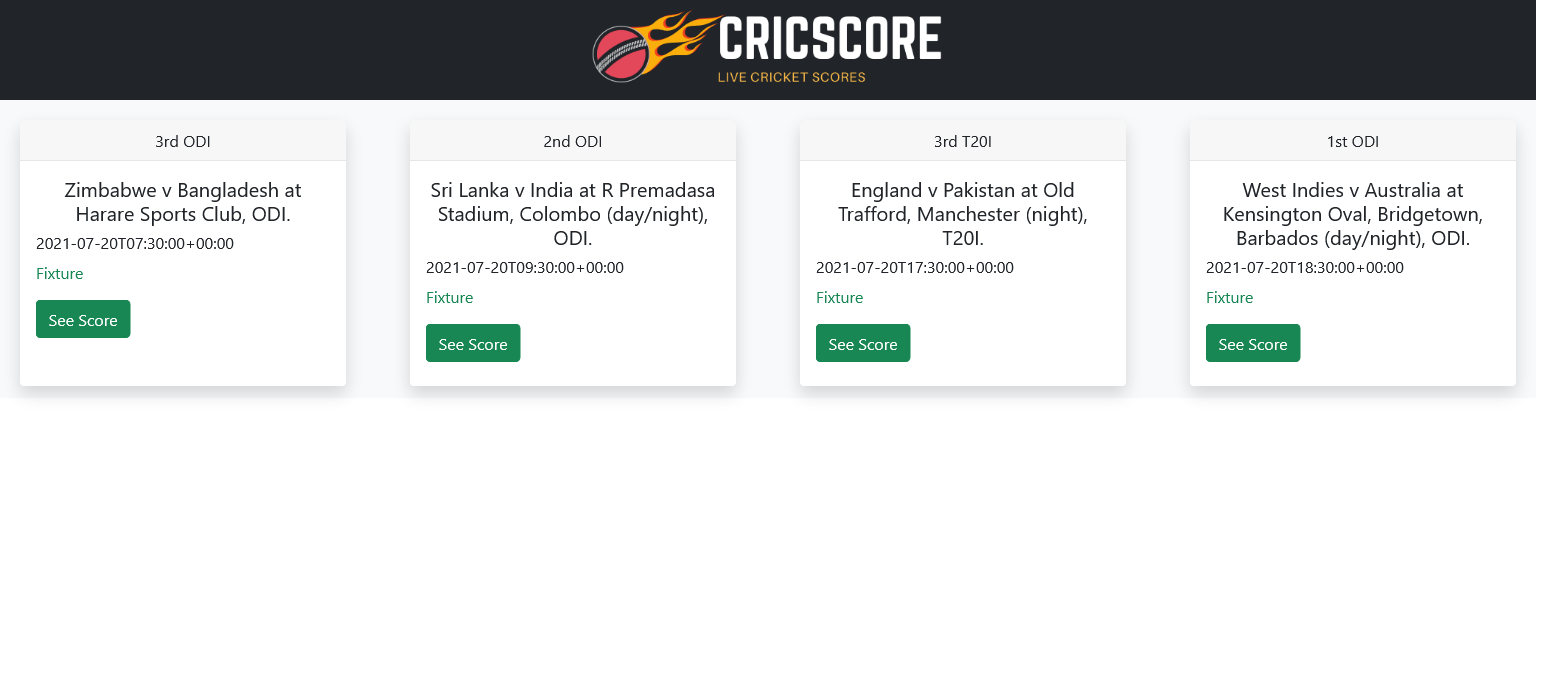 CRICSCORE
LIVE CRICKET SCORES
3rd ODI
Zimbabwe v Bangladesh at
Harare Sports Club, ODI.
2021-07-20T07:30:00+00:00
Fixture
See Score
2nd ODI
Sri Lanka v India at R Premadasa
Stadium, Colombo (day/night),
ODI.
2021-07-20T09:30:00+00:00
Fixture
See Score
3rd T20I
England v Pakistan at Old
Trafford, Manchester (night),
T20I.
2021-07-20T17:30:00+00:00
Fixture
See Score
1st ODI
West Indies v Australia at
Kensington Oval, Bridgetown,
Barbados (day/night), ODI.
2021-07-20T18:30:00+00:00
Fixture
See Score